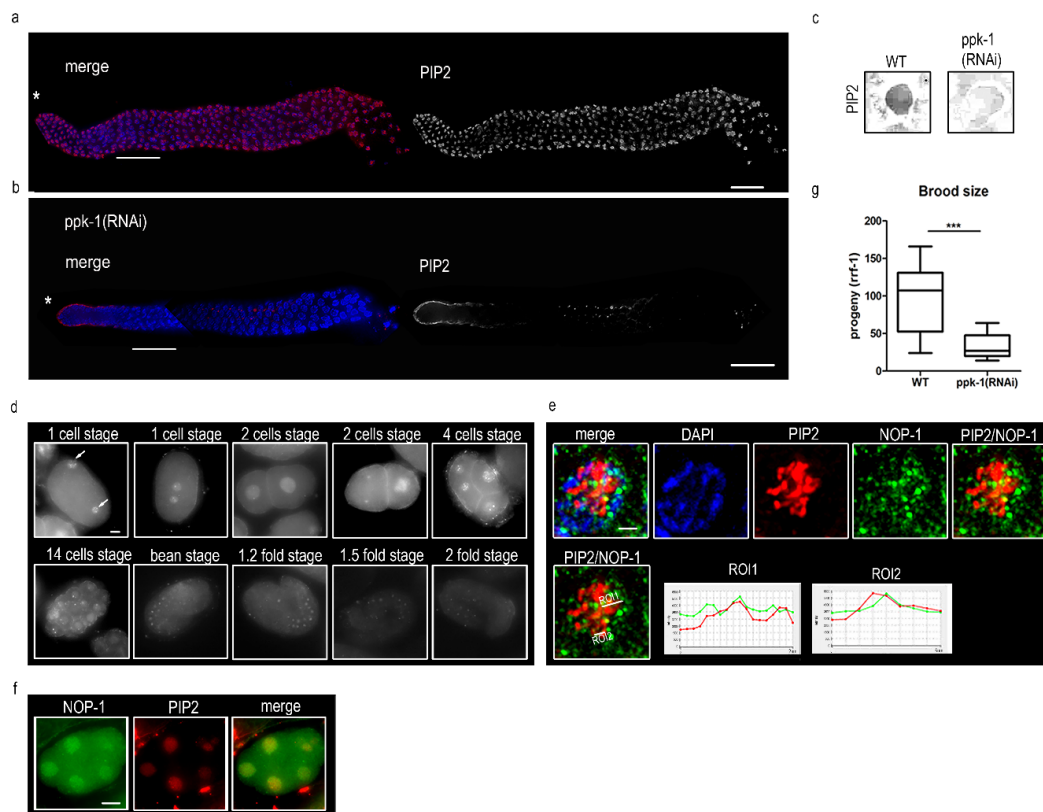 a
merge
PIP2
*
b
ppk-1(RNAi)
merge
PIP2
*
c
WT
ppk-1
(RNAi)
PIP2
g
Brood size
200
150
100
50
0
progeny (rrf-1)
***
WT
ppk-1(RNAi)
d
1 cell stage
1 cell stage
2 cells stage
2 cells stage
4 cells stage
14 cells stage
bean stage
1.2 fold stage
1.5 fold stage
2 fold stage
e
merge
DAPI
PIP2
NOP-1
PIP2/NOP-1
PIP2/NOP-1
ROI1
ROI2
ROI1
ROI2
f
NOP-1
PIP2
merge